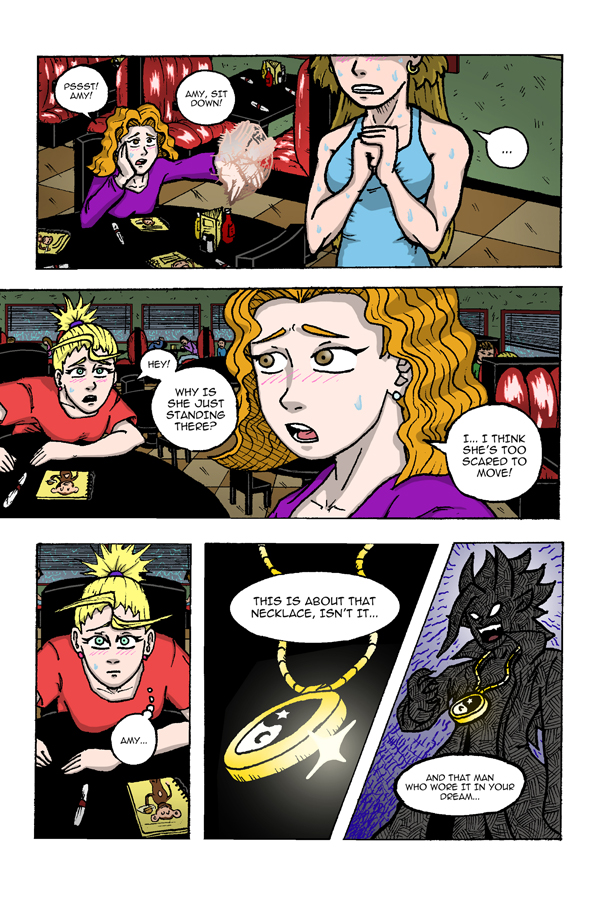 PSSST!
AMY!
AMY, SIT
DOWN!
...
HEY!
WHY IS
SHE JUST
STANDING
THERE?
I... I THINK
SHE'S TOO
SCARED TO
MOVE!
AMY...
THIS IS ABOUT THAT
NECKLACE, ISN'T IT...
AND THAT MAN
WHO WORE IT IN YOUR
DREAM...